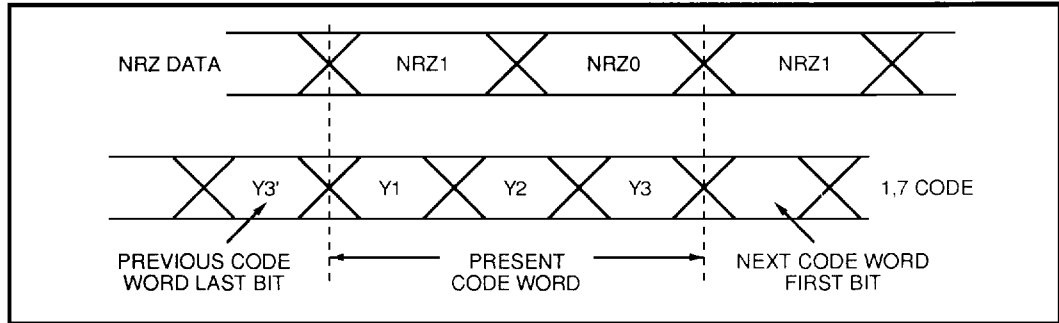 NRZ DATA NRZ1 NRZ0 NRZ1
Y3' Y1 Y2 Y3 1,7 CODE
PREVIOUS CODE
WORD LAST BIT
PRESENT
CODE WORD
NEXT CODE WORD
FIRST BIT